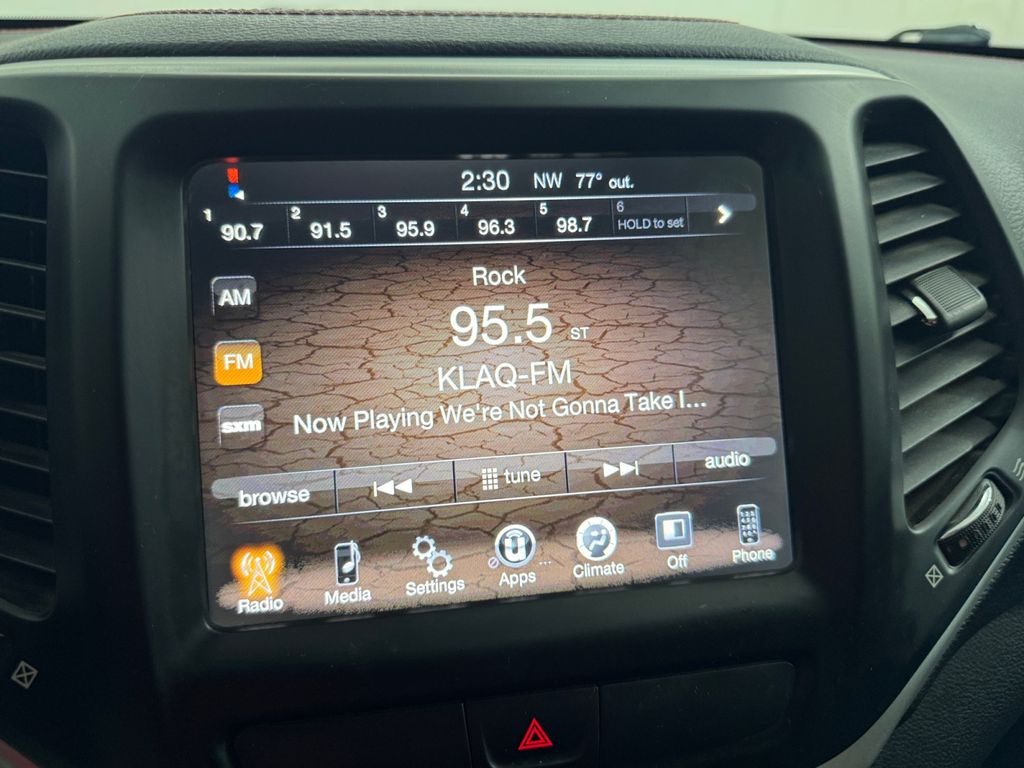 2:30 NW 77° out.
1 90.7 2 91.5 3 95.9 4 96.3 5 98.7 6 HOLD to set
Rock
AM
95.5 ST
FM
KLAQ-FM
sxm
Now Playing We're Not Gonna Take I...
browse tune audio
Radio Media Settings Apps Climate Off Phone